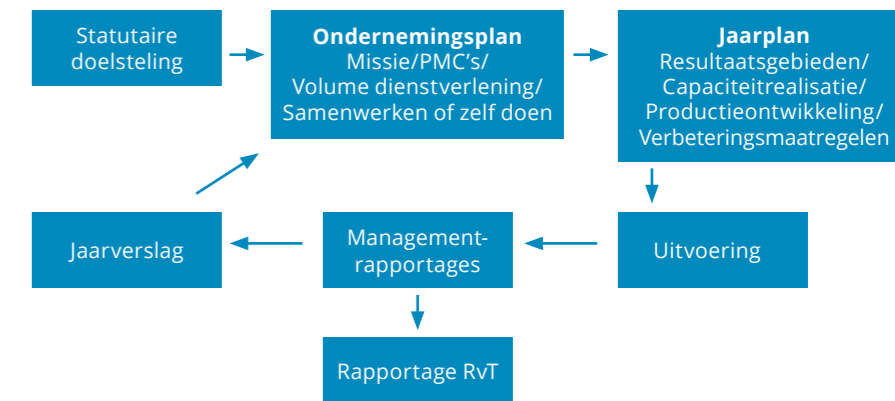 Statutaire
doelsteling
Ondernemingsplan
Missie/PMC's/
Volume dienstverlening/
Samenwerken of zelf doen
Jaarplan
Resultaatsgebieden/
Capaciteitrealisatie/
Productieontwikkeling/
Verbeteringsmaatregelen
Jaarverslag
Management-
rapportages
Uitvoering
Rapportage RvT